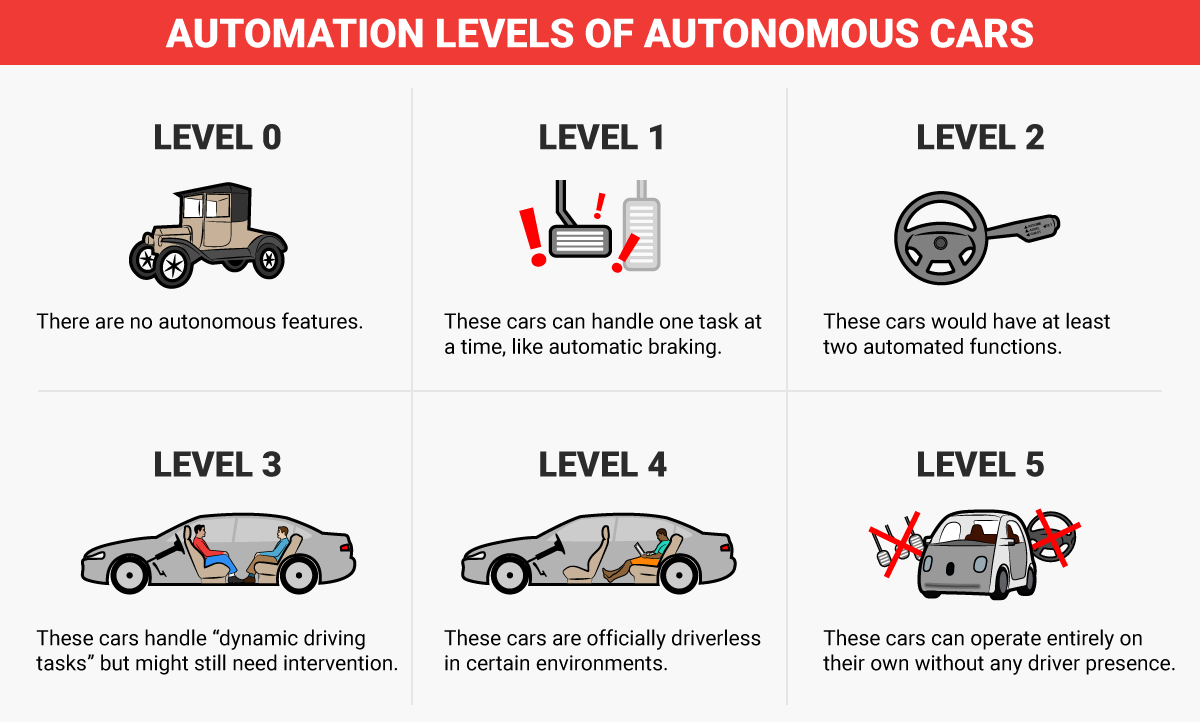 AUTOMATION LEVELS OF AUTONOMOUS CARS
LEVEL 0
There are no autonomous features.
LEVEL 1
These cars can handle one task at
a time, like automatic braking.
LEVEL 2
These cars would have at least
two automated functions.
LEVEL 3
These cars handle “dynamic driving
tasks” but might still need intervention.
LEVEL 4
These cars are officially driverless
in certain environments.
LEVEL 5
These cars can operate entirely on
their own without any driver presence.